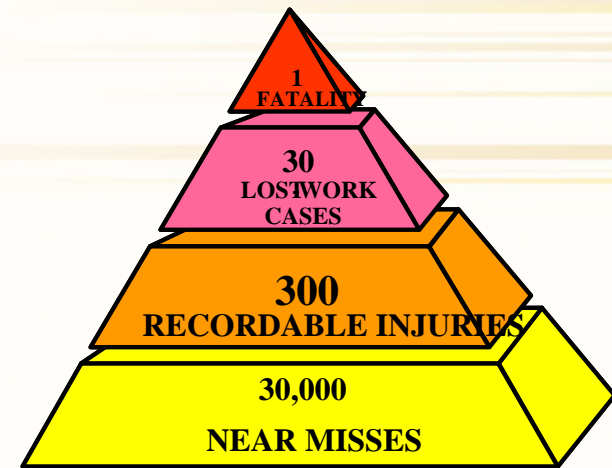 1
FATALITY
30
LOST-WORK
CASES
300
RECORDABLE INJURIES
30,000
NEAR MISSES